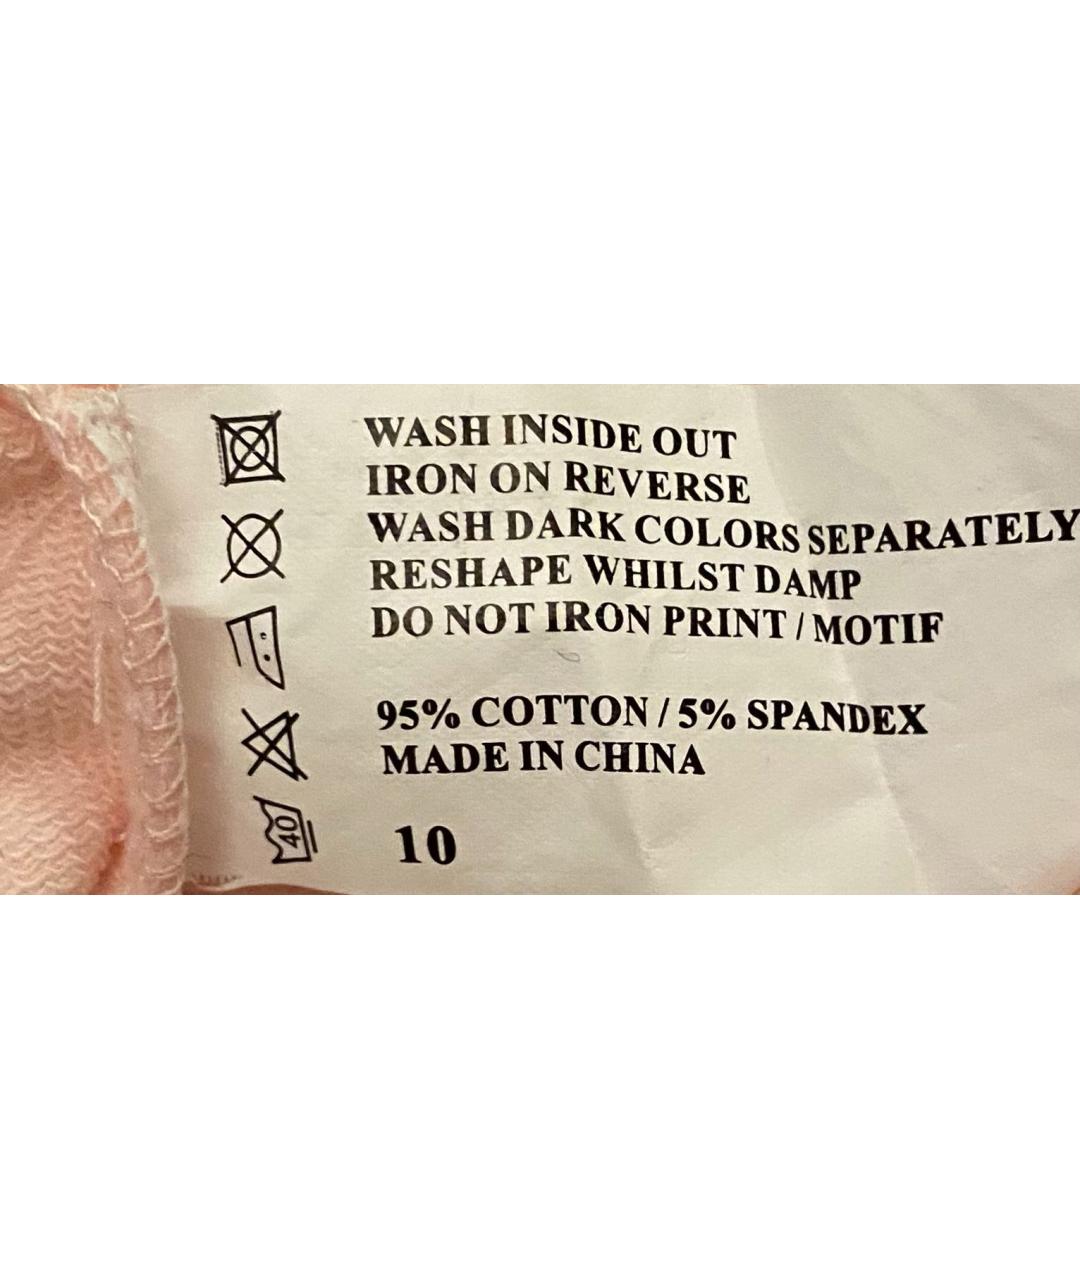 WASH INSIDE OUT
IRON ON REVERSE
WASH DARK COLORS SEPARATELY
RESHAPE WHILST DAMP
DO NOT IRON PRINT / MOTIF
95% COTTON / 5% SPANDEX
MADE IN CHINA
40
10